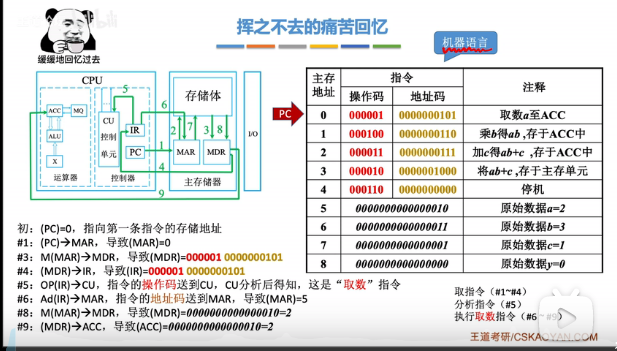 挥之不去的痛苦回忆
缓缓地回忆过去
机器语言
CPU
ACC
MQ
ALU
X
运算器
CU
控制
单元
IR
PC
控制器
存储体
MAR
MDR
主存储器
I/O
5
6
1
2
7
3
8
4
9
PC
主存地址 指令 注释
操作码 地址码
0 000001 0000000101 取数a至ACC
1 000100 0000000110 乘b得ab ,存于ACC中
2 000011 0000000111 加c得ab+c ,存于ACC中
3 000010 0000001000 将ab+c ,存于主存单元
4 000110 0000000000 停机
5 0000000000000010 原始数据a=2
6 0000000000000011 原始数据b=3
7 0000000000000001 原始数据c=1
8 0000000000000000 原始数据y=0
初：(PC)=0，指向第一条指令的存储地址
#1：(PC)→MAR，导致(MAR)=0
#3：M(MAR)→MDR，导致(MDR)=000001 0000000101
#4：(MDR)→IR，导致(IR)=000001 0000000101
#5：OP(IR)→CU，指令的操作码送到CU，CU分析后得知，这是“取数”指令
#6：Ad(IR)→MAR，指令的地址码送到MAR，导致(MAR)=5
#8：M(MAR)→MDR，导致(MDR)=0000000000000010=2
#9：(MDR)→ACC，导致(ACC)=0000000000000010=2
取指令（#1~#4）
分析指令（#5）
执行取数指令（#6~#9）
王道考研/CSKAOYAN.COM